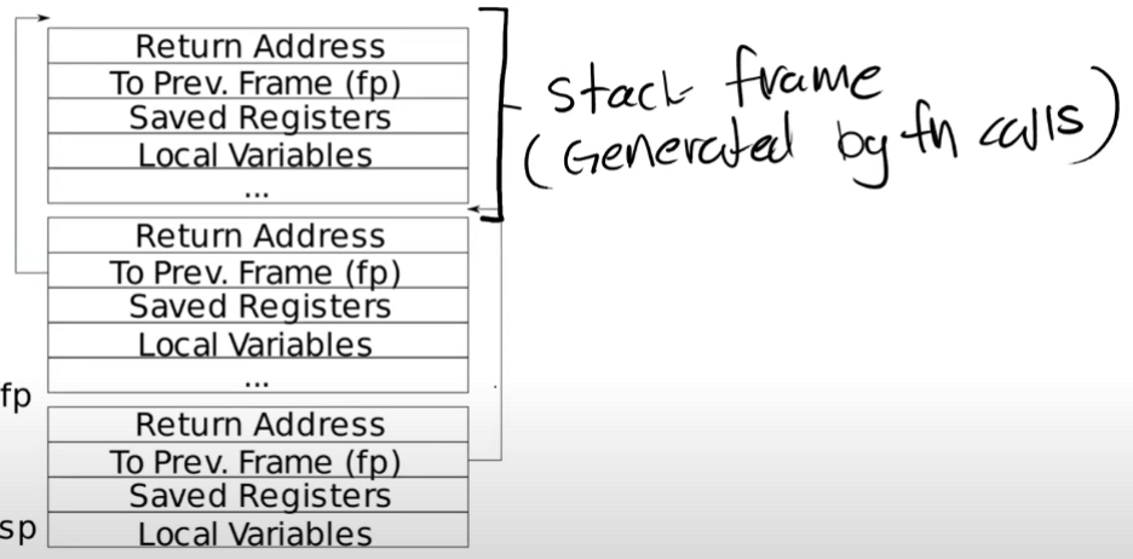 Return Address
To Prev. Frame (fp)
Saved Registers
Local Variables
...
stack frame
(Generated by fn calls)
Return Address
To Prev. Frame (fp)
Saved Registers
Local Variables
...
fp
Return Address
To Prev. Frame (fp)
Saved Registers
sp
Local Variables